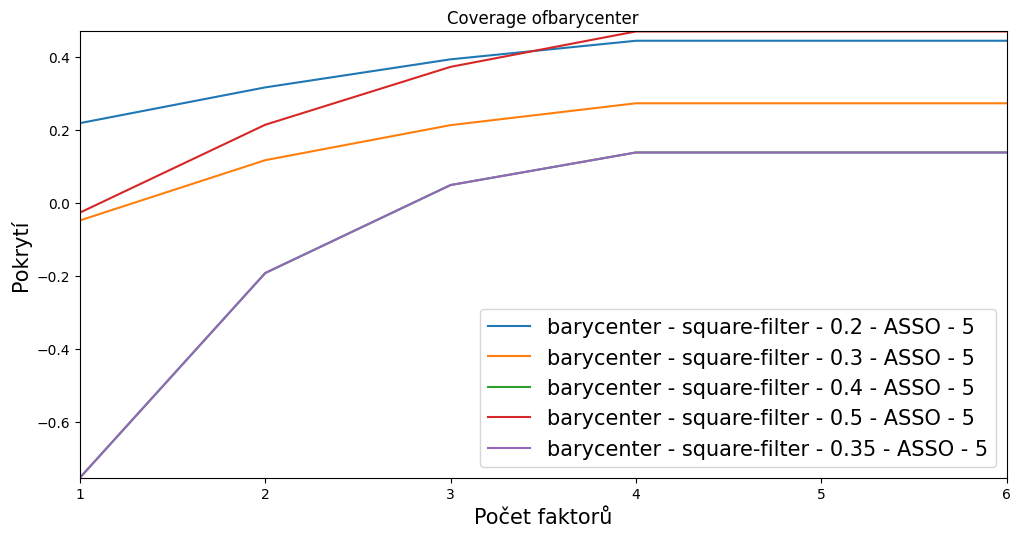 Coverage ofbarycenter
0.4
0.2
0.0
−0.2
−0.4
−0.6
Pokrytí
barycenter - square-filter - 0.2 - ASSO - 5
barycenter - square-filter - 0.3 - ASSO - 5
barycenter - square-filter - 0.4 - ASSO - 5
barycenter - square-filter - 0.5 - ASSO - 5
barycenter - square-filter - 0.35 - ASSO - 5
1 2 3 4 5 6
Počet faktorů